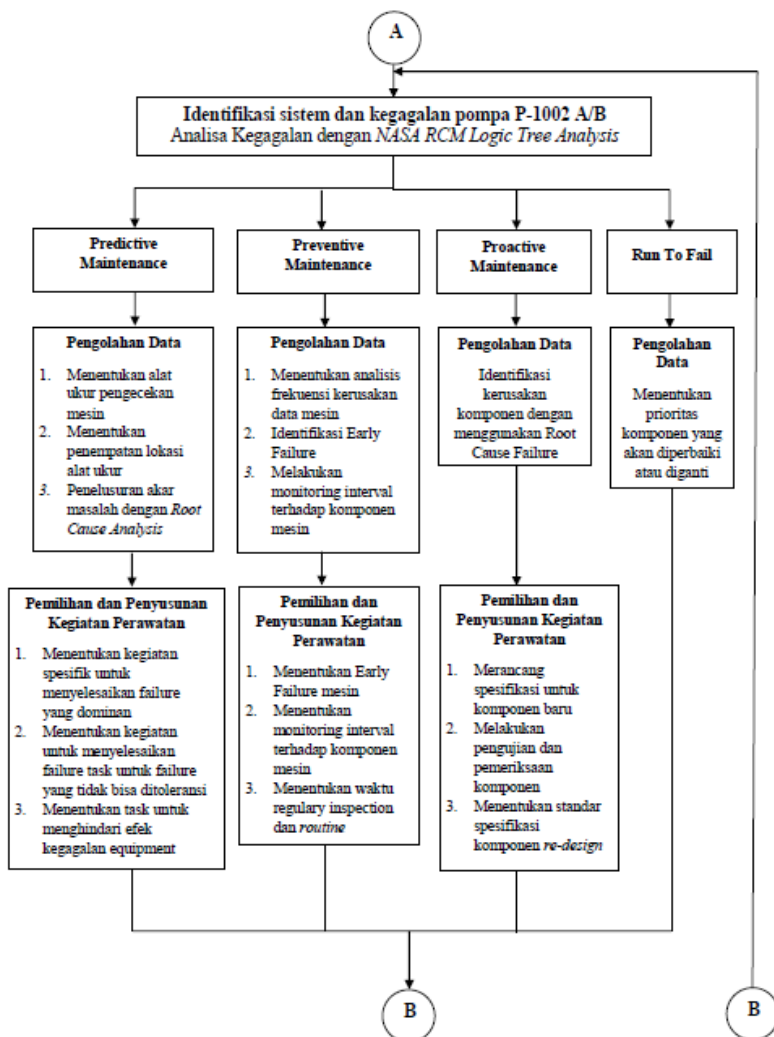 A
Identifikasi sistem dan kegagalan pompa P-1002 A/B
Analisa Kegagalan dengan NASA RCM Logic Tree Analysis
Predictive
Maintenance
Preventive
Maintenance
Proactive
Maintenance
Run To Fail
Pengolahan Data
1. Menentukan alat
ukur pengecekan
mesin
2. Menentukan
penempatan lokasi
alat ukur
3. Penelusuran akar
masalah dengan Root
Cause Analysis
Pengolahan Data
1. Menentukan analisis
frekuensi kerusakan
data mesin
2. Identifikasi Early
Failure
3. Melakukan
monitoring interval
terhadap komponen
mesin
Pengolahan Data
Identifikasi
kerusakan
komponen dengan
menggunakan Root
Cause Failure
Pengolahan
Data
Menentukan
prioritas
komponen yang
akan diperbaiki
atau diganti
Pemilihan dan Penyusunan
Kegiatan Perawatan
1. Menentukan kegiatan
spesifik untuk
menyelesaikan failure
yang dominan
2. Menentukan kegiatan
untuk menyelesaikan
failure task untuk failure
yang tidak bisa ditoleransi
3. Menentukan task untuk
menghindari efek
kegagalan equipment
Pemilihan dan
Penyusunan Kegiatan
Perawatan
1. Menentukan Early
Failure mesin
2. Menentukan
monitoring interval
terhadap komponen
mesin
3. Menentukan waktu
regulary inspection
dan routine
Pemilihan dan
Penyusunan Kegiatan
Perawatan
1. Merancang
spesifikasi untuk
komponen baru
2. Melakukan
pengujian dan
pemeriksaan
komponen
3. Menentukan standar
spesifikasi
komponen re-design
B
B